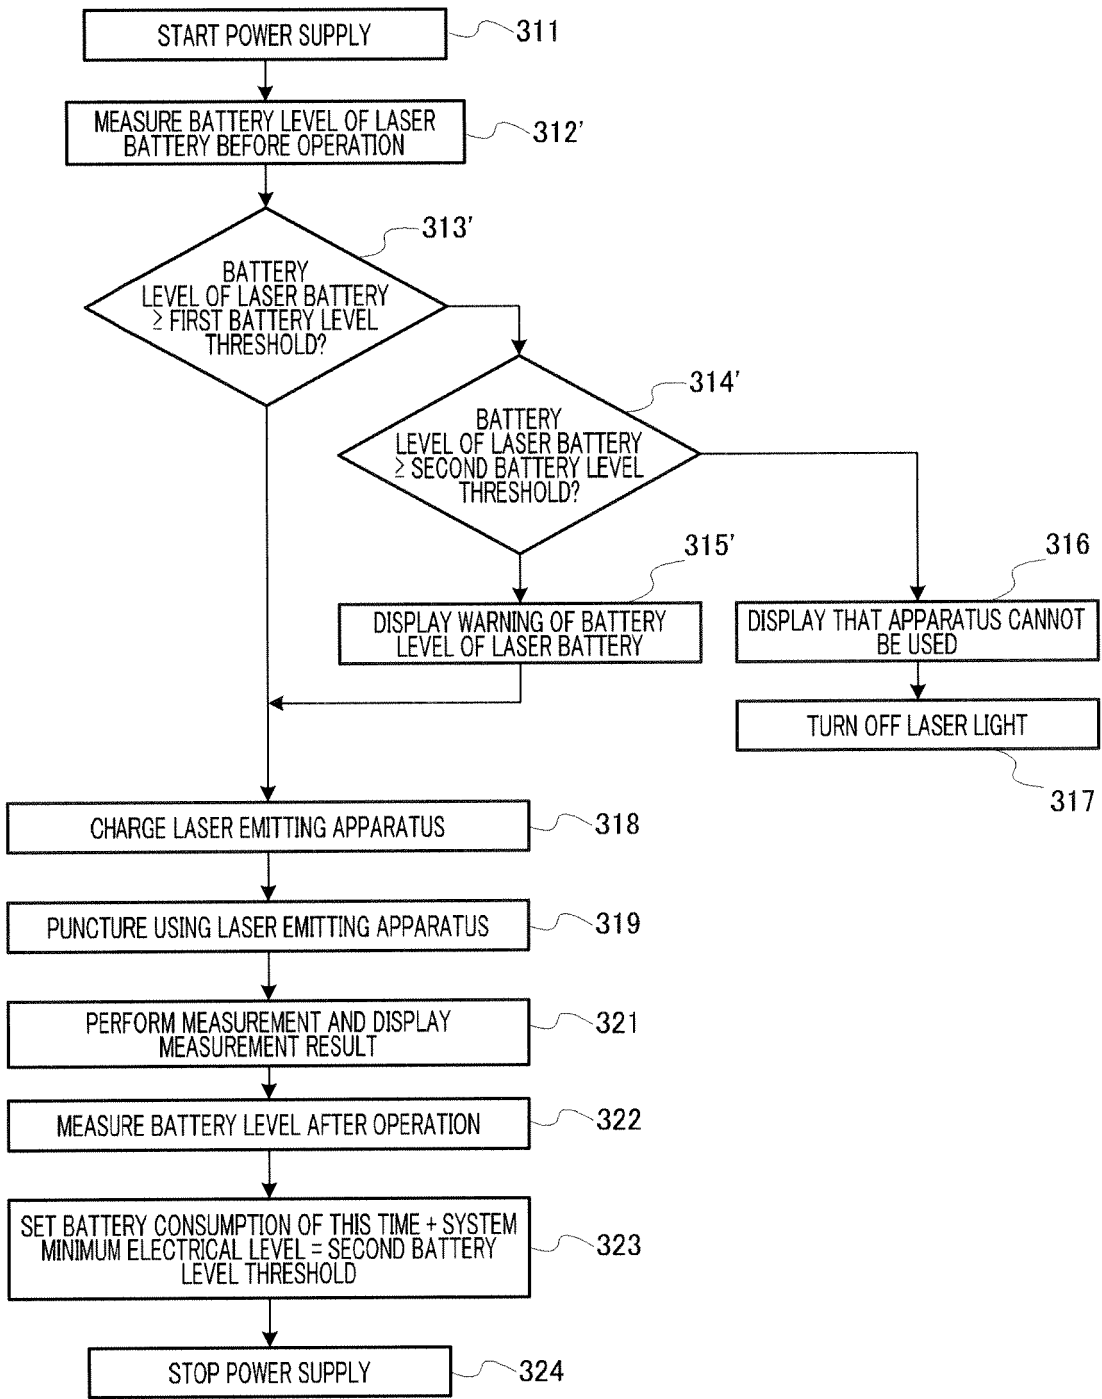 START POWER SUPPLY
311
MEASURE BATTERY LEVEL OF LASER
BATTERY BEFORE OPERATION
312'
313'
BATTERY
LEVEL OF LASER BATTERY
≥ FIRST BATTERY LEVEL
THRESHOLD?
314'
BATTERY
LEVEL OF LASER BATTERY
≥ SECOND BATTERY LEVEL
THRESHOLD?
315'
DISPLAY WARNING OF BATTERY
LEVEL OF LASER BATTERY
316
DISPLAY THAT APPARATUS CANNOT
BE USED
TURN OFF LASER LIGHT
317
CHARGE LASER EMITTING APPARATUS
318
PUNCTURE USING LASER EMITTING APPARATUS
319
PERFORM MEASUREMENT AND DISPLAY
MEASUREMENT RESULT
321
MEASURE BATTERY LEVEL AFTER OPERATION
322
SET BATTERY CONSUMPTION OF THIS TIME + SYSTEM
MINIMUM ELECTRICAL LEVEL = SECOND BATTERY
LEVEL THRESHOLD
323
STOP POWER SUPPLY
324